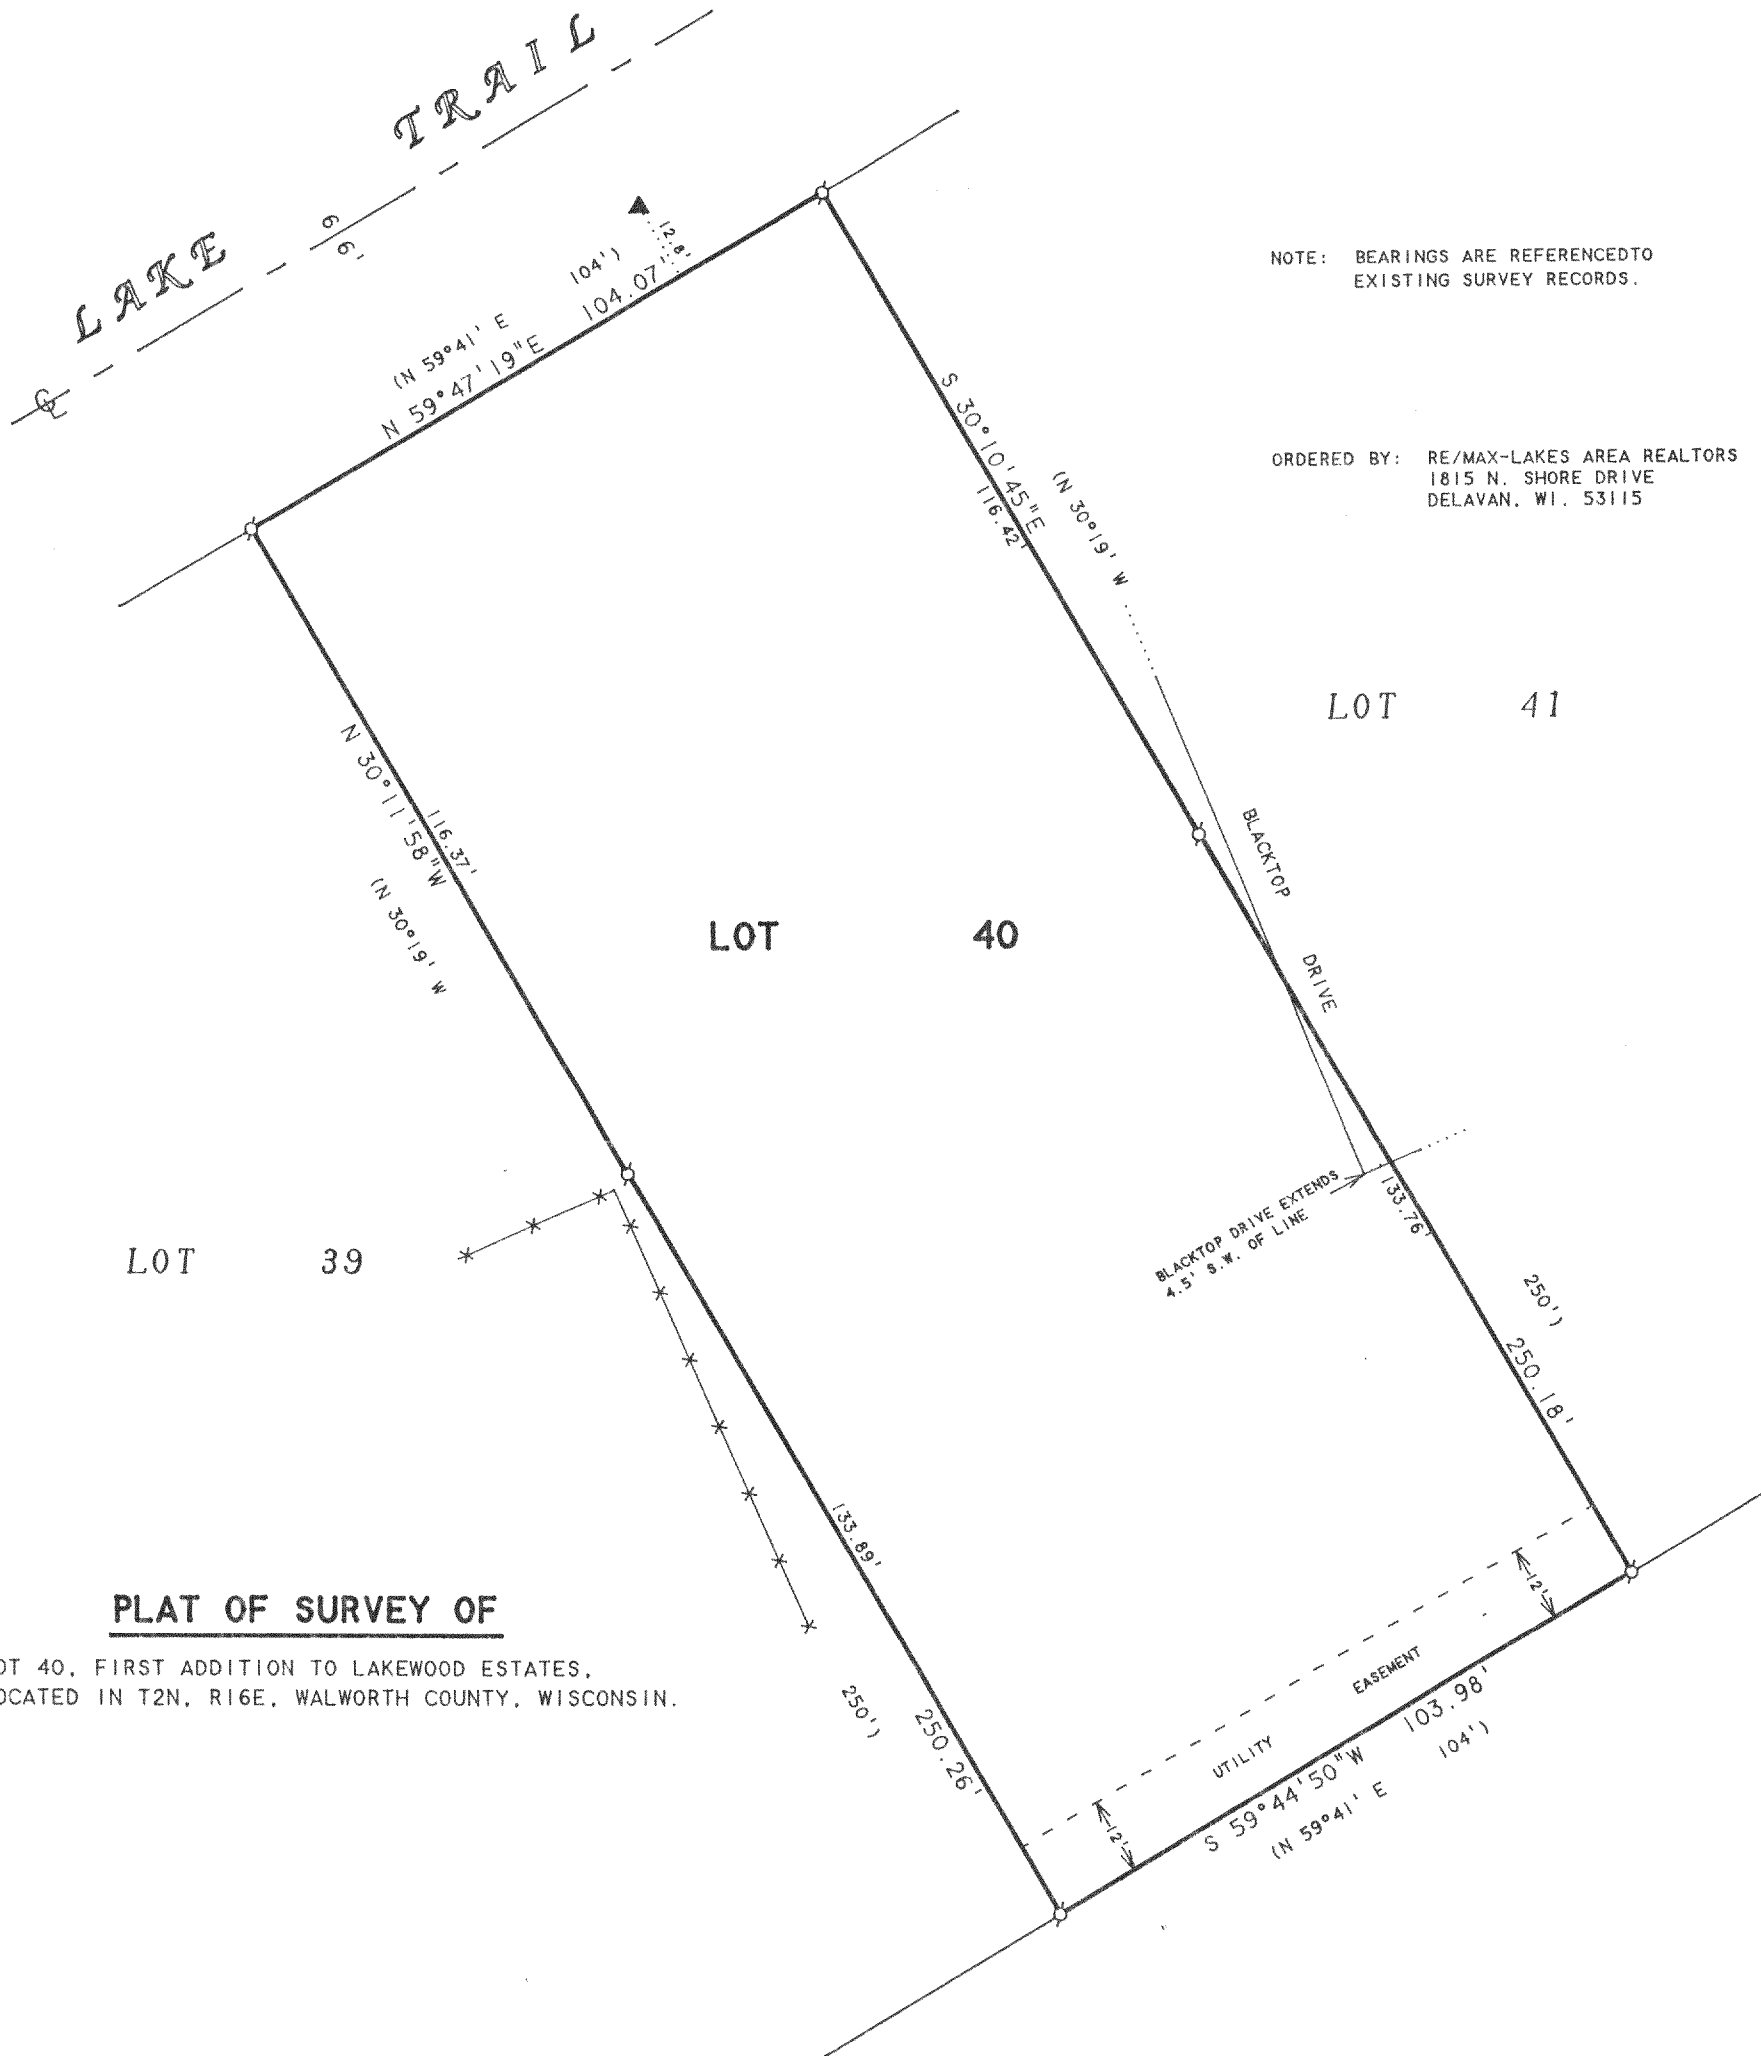 LAKE TRAIL
66'
12.8'
(N 59°41' E 104')
N 59°47'19"E 104.07'
NOTE: BEARINGS ARE REFERENCEDTO
EXISTING SURVEY RECORDS.
ORDERED BY: RE/MAX-LAKES AREA REALTORS
1815 N. SHORE DRIVE
DELAVAN, WI. 53115
S 30°10'45"E
116.42'
(N 30°19' W
LOT 41
N 30°11'58"W
116.37'
(N 30°19' W
BLACKTOP DRIVE
LOT 40
BLACKTOP DRIVE EXTENDS
4.5' S.W. OF LINE
133.76'
LOT 39
250')
250.18'
133.89'
12'
PLAT OF SURVEY OF
OT 40, FIRST ADDITION TO LAKEWOOD ESTATES,
OCATED IN T2N, R16E, WALWORTH COUNTY, WISCONSIN.
250')
250.26'
UTILITY EASEMENT
12'
S 59°44'50"W 103.98'
(N 59°41' E 104')